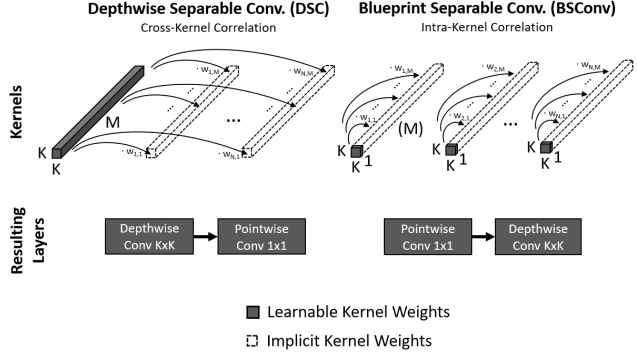 Depthwise Separable Conv. (DSC)
Cross-Kernel Correlation
Blueprint Separable Conv. (BSConv)
Intra-Kernel Correlation
Kernels
M
K
K
· w1,M
· w1,1
...
· wN,M
· wN,1
· w1,M
· w1,1
K
K
1
(M)
· w2,M
· w2,1
K
K
1
...
· wN,M
· wN,1
K
K
1
Resulting
Layers
Depthwise
Conv KxK
Pointwise
Conv 1x1
Pointwise
Conv 1x1
Depthwise
Conv KxK
Learnable Kernel Weights
Implicit Kernel Weights